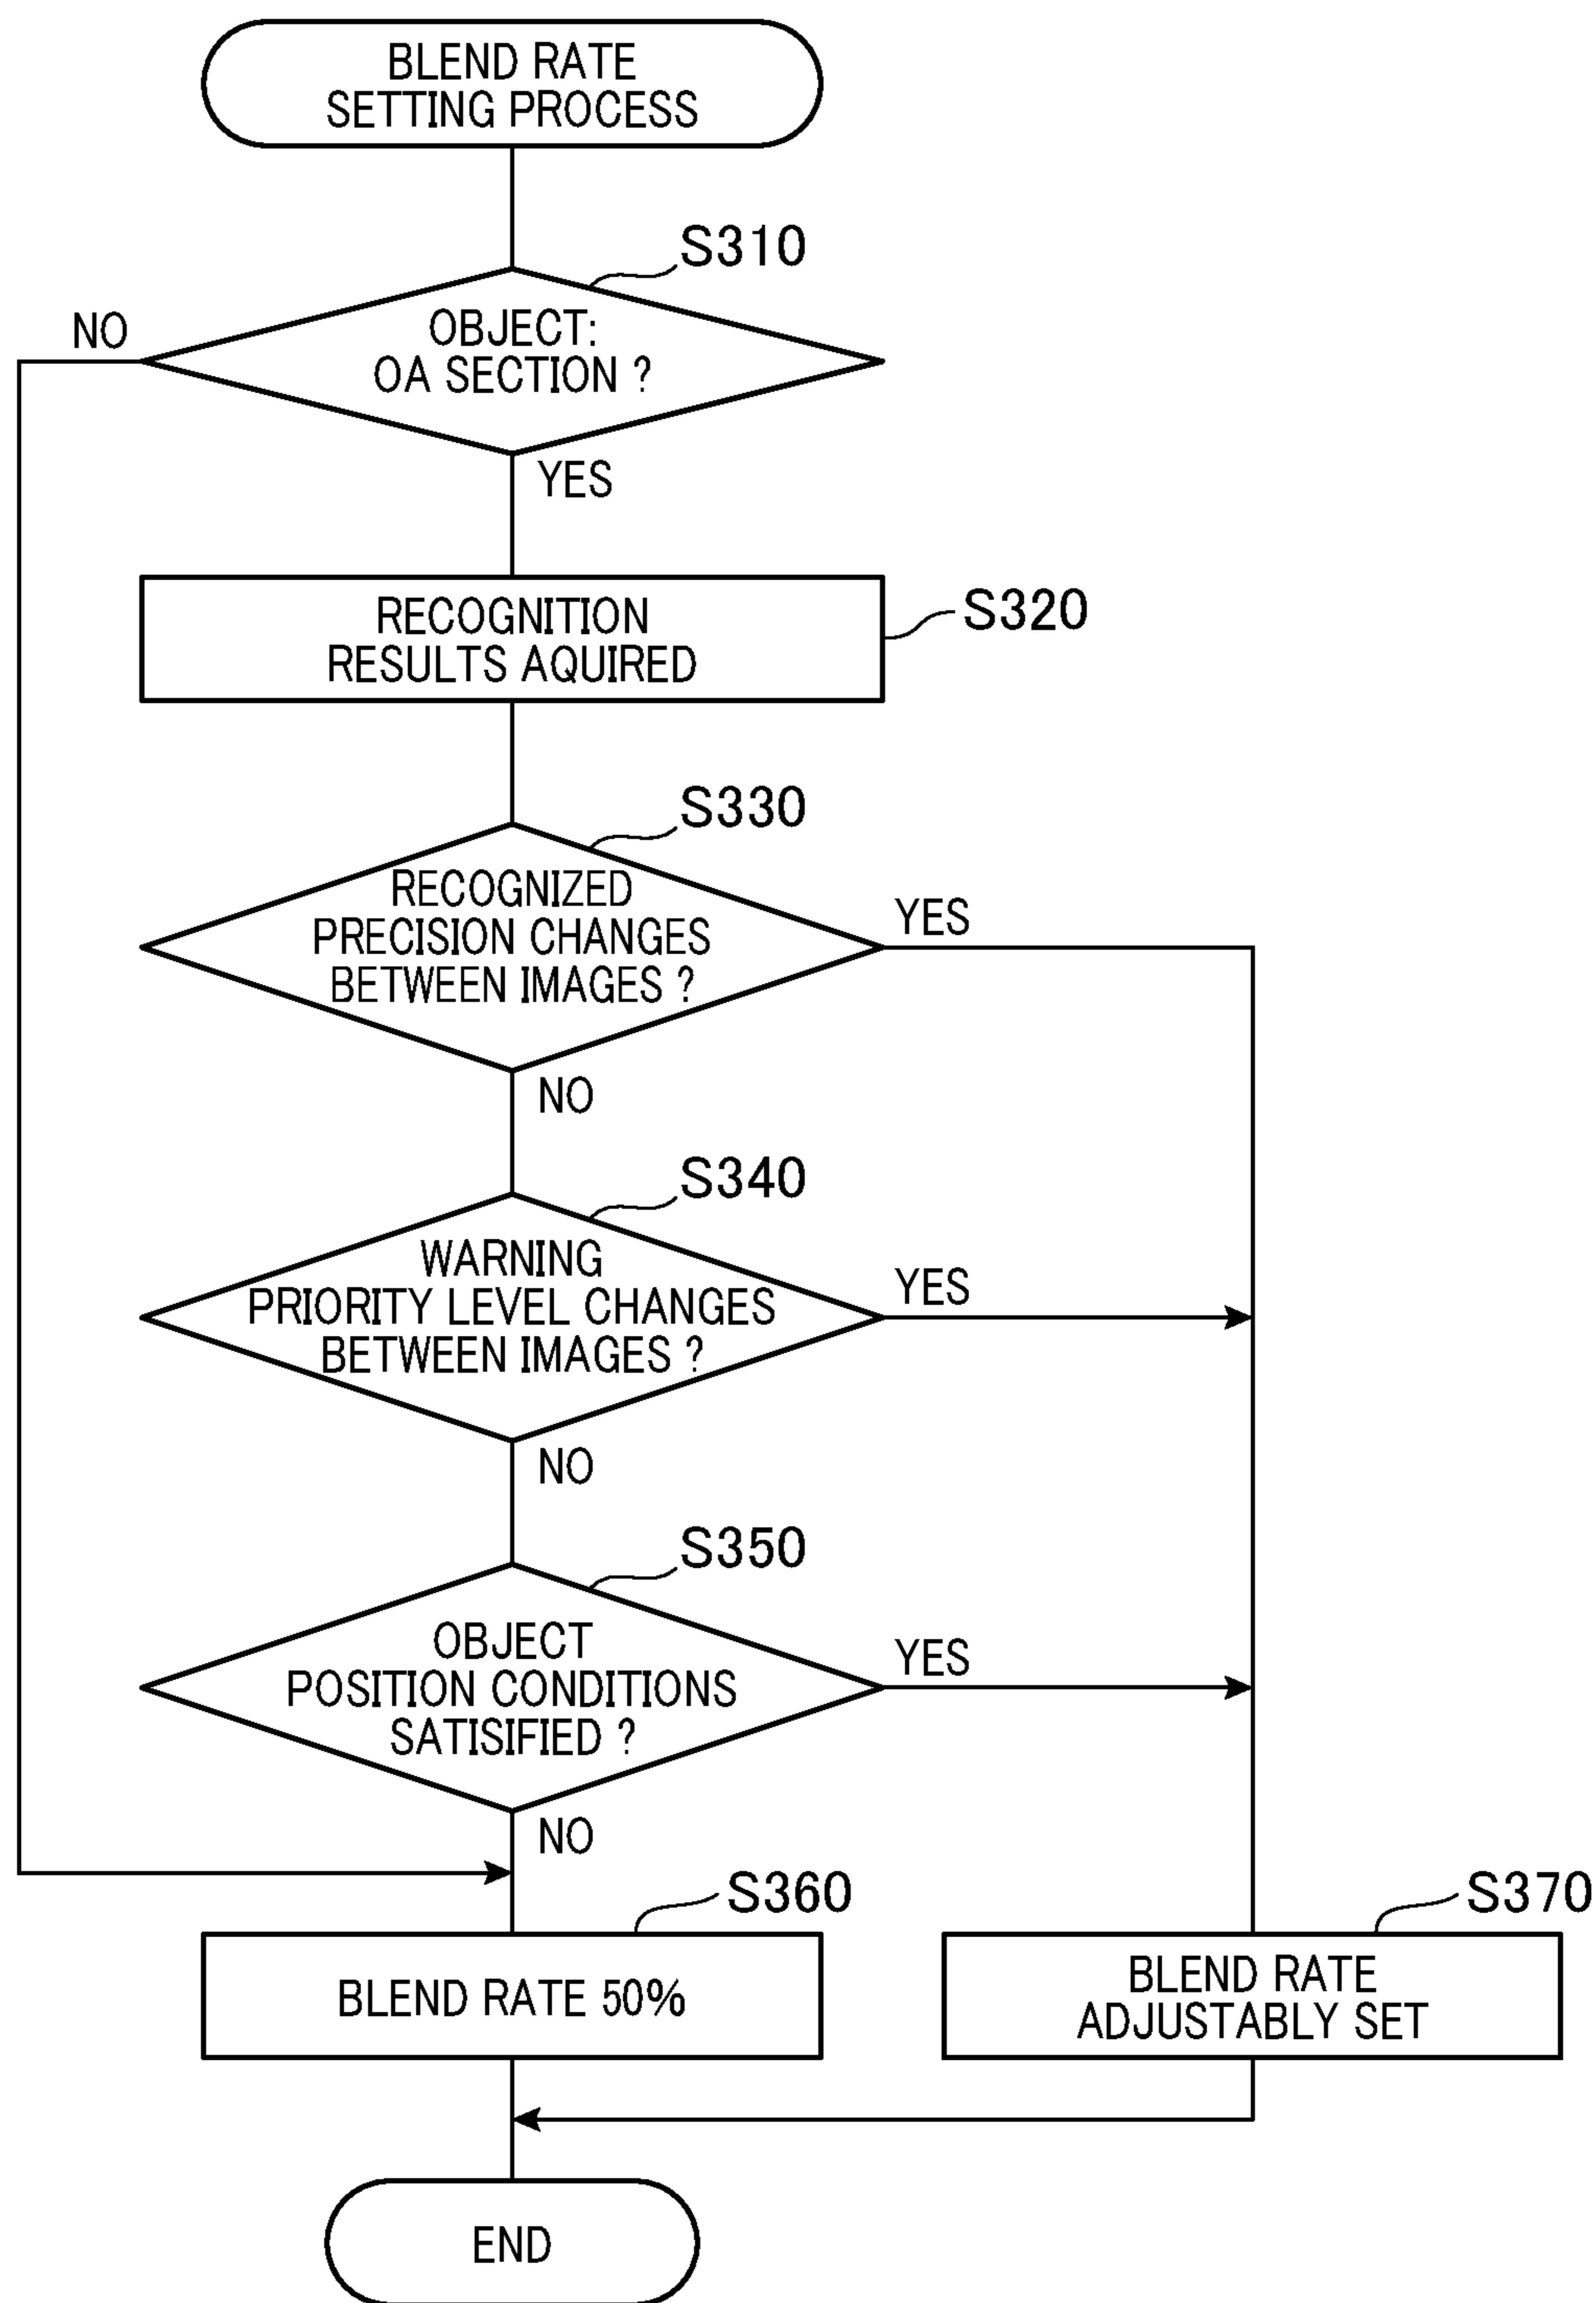 BLEND RATE
SETTING PROCESS
S310
NO
OBJECT:
OA SECTION ?
YES
RECOGNITION
RESULTS AQUIRED
S320
S330
RECOGNIZED
PRECISION CHANGES
BETWEEN IMAGES ?
YES
NO
S340
WARNING
PRIORITY LEVEL CHANGES
BETWEEN IMAGES ?
YES
NO
S350
OBJECT
POSITION CONDITIONS
SATISIFIED ?
YES
NO
S360
BLEND RATE 50%
S370
BLEND RATE
ADJUSTABLY SET
END